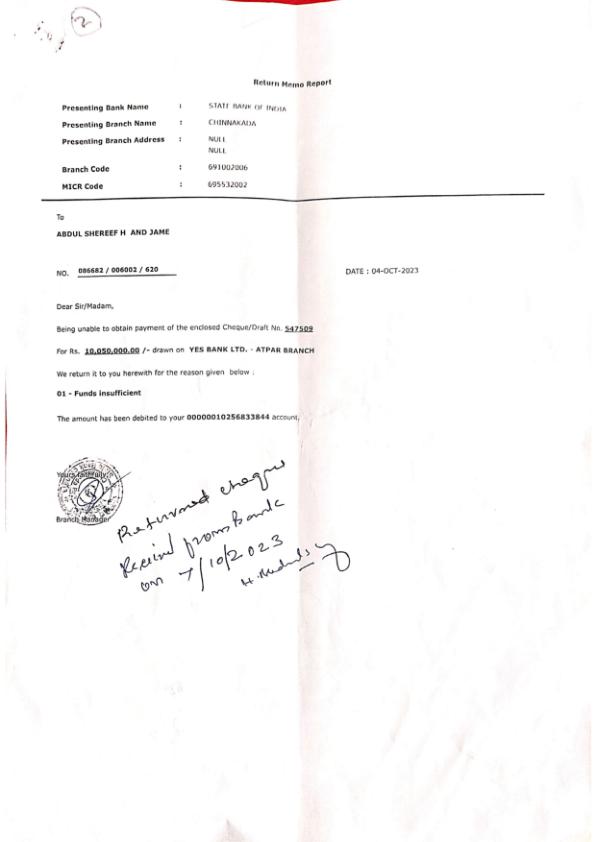 2
Return Memo Report
Presenting Bank Name : STATE BANK OF INDIA
Presenting Branch Name : CHINNAKADA
Presenting Branch Address : NULL
NULL
Branch Code : 691002006
MICR Code : 695532002
To
ABDUL SHEREEF H AND JAME
NO. 086682 / 006002 / 620 DATE : 04-OCT-2023
Dear Sir/Madam,
Being unable to obtain payment of the enclosed Cheque/Draft No. 547509
For Rs. 10,050,000.00 /- drawn on YES BANK LTD. - ATPAR BRANCH
We return it to you herewith for the reason given below :
01 - Funds insufficient
The amount has been debited to your 00000010256833844 account,
Yours faithfully
Branch Manager
Returned cheque
Received from Bank
on 7/10/2023